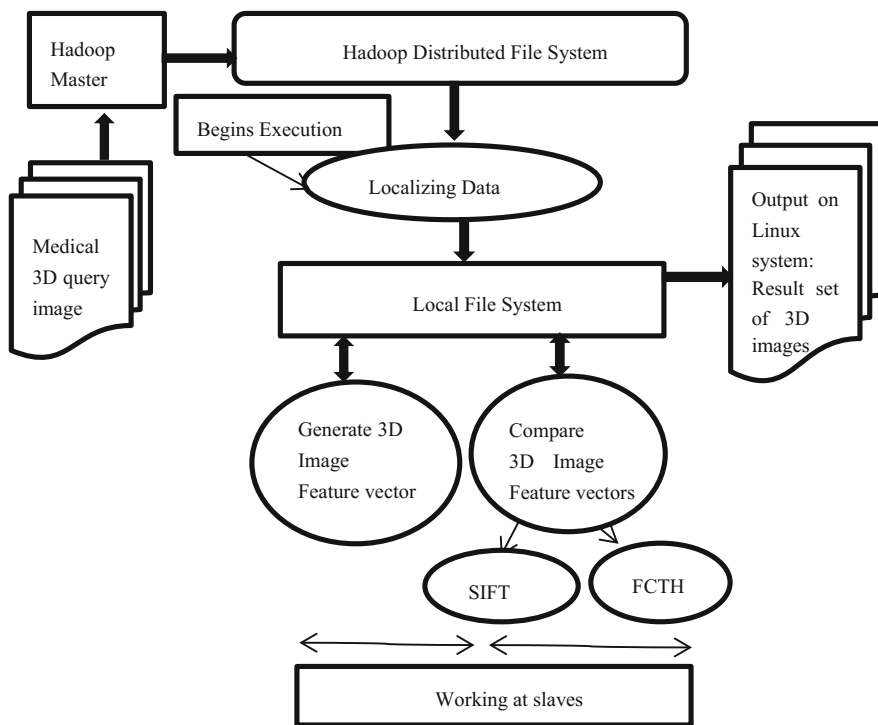 Hadoop
Master
Hadoop Distributed File System
Begins Execution
Localizing Data
Medical
3D query
image
Local File System
Output on
Linux
system:
Result set
of 3D
images
Generate 3D
Image
Feature vector
Compare
3D Image
Feature vectors
SIFT
FCTH
Working at slaves